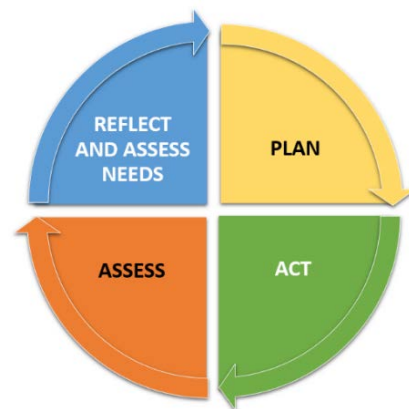 REFLECT
AND ASSESS
NEEDS
PLAN
ASSESS
ACT